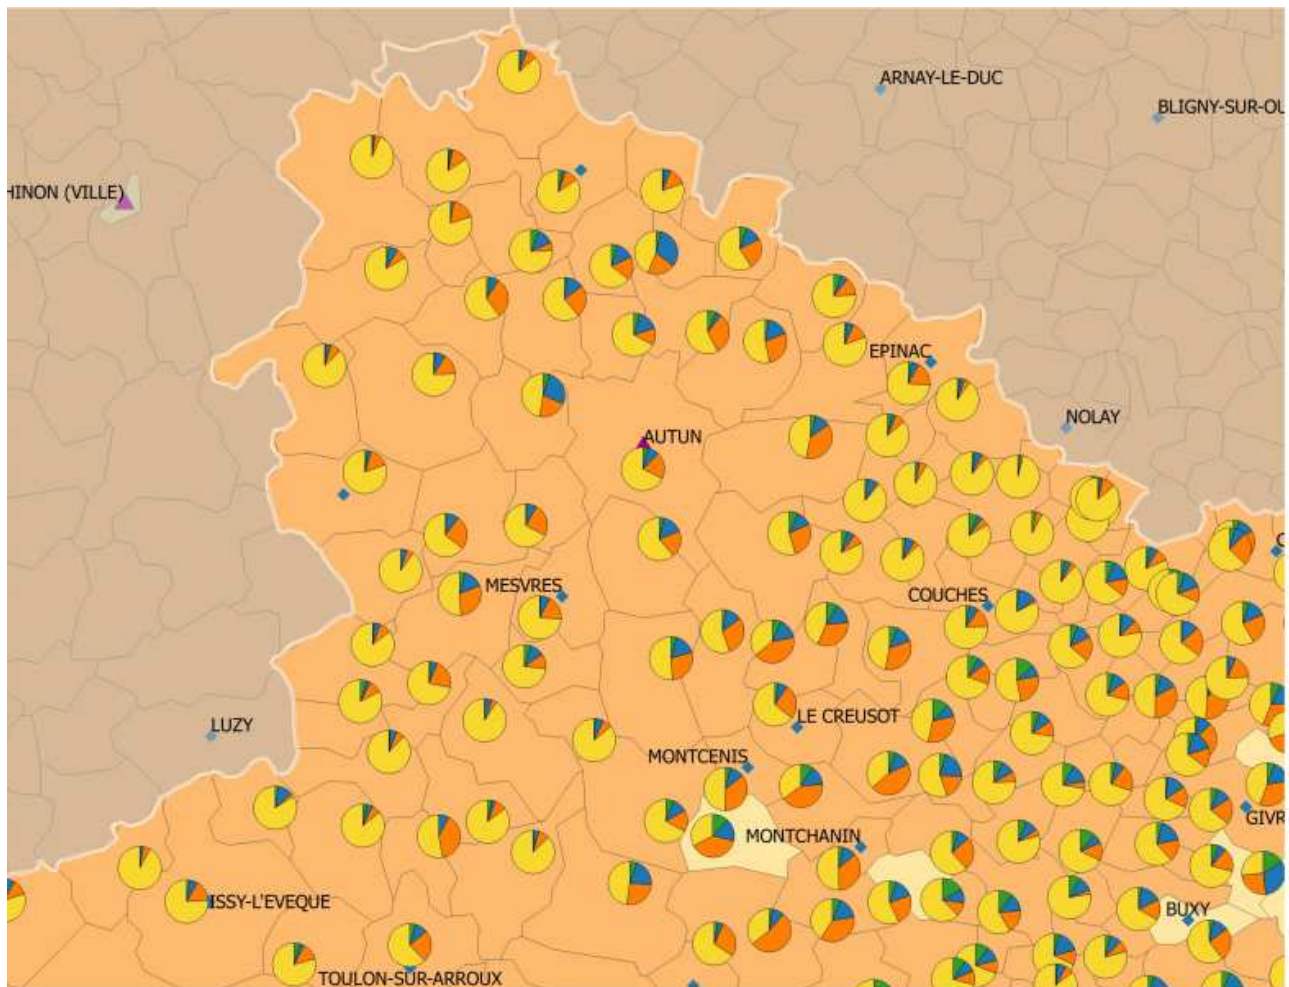 ARNAY-LE-DUC
BLIGNY-SUR-OU
HINON (VILLE)
EPINAC
NOLAY
AUTUN
MESVRES
COUCHES
LUZY
LE CREUSOT
MONTCENIS
GIVR
MONTCHANIN
ISSY-L'EVEQUE
BUXY
TOULON-SUR-ARROUX